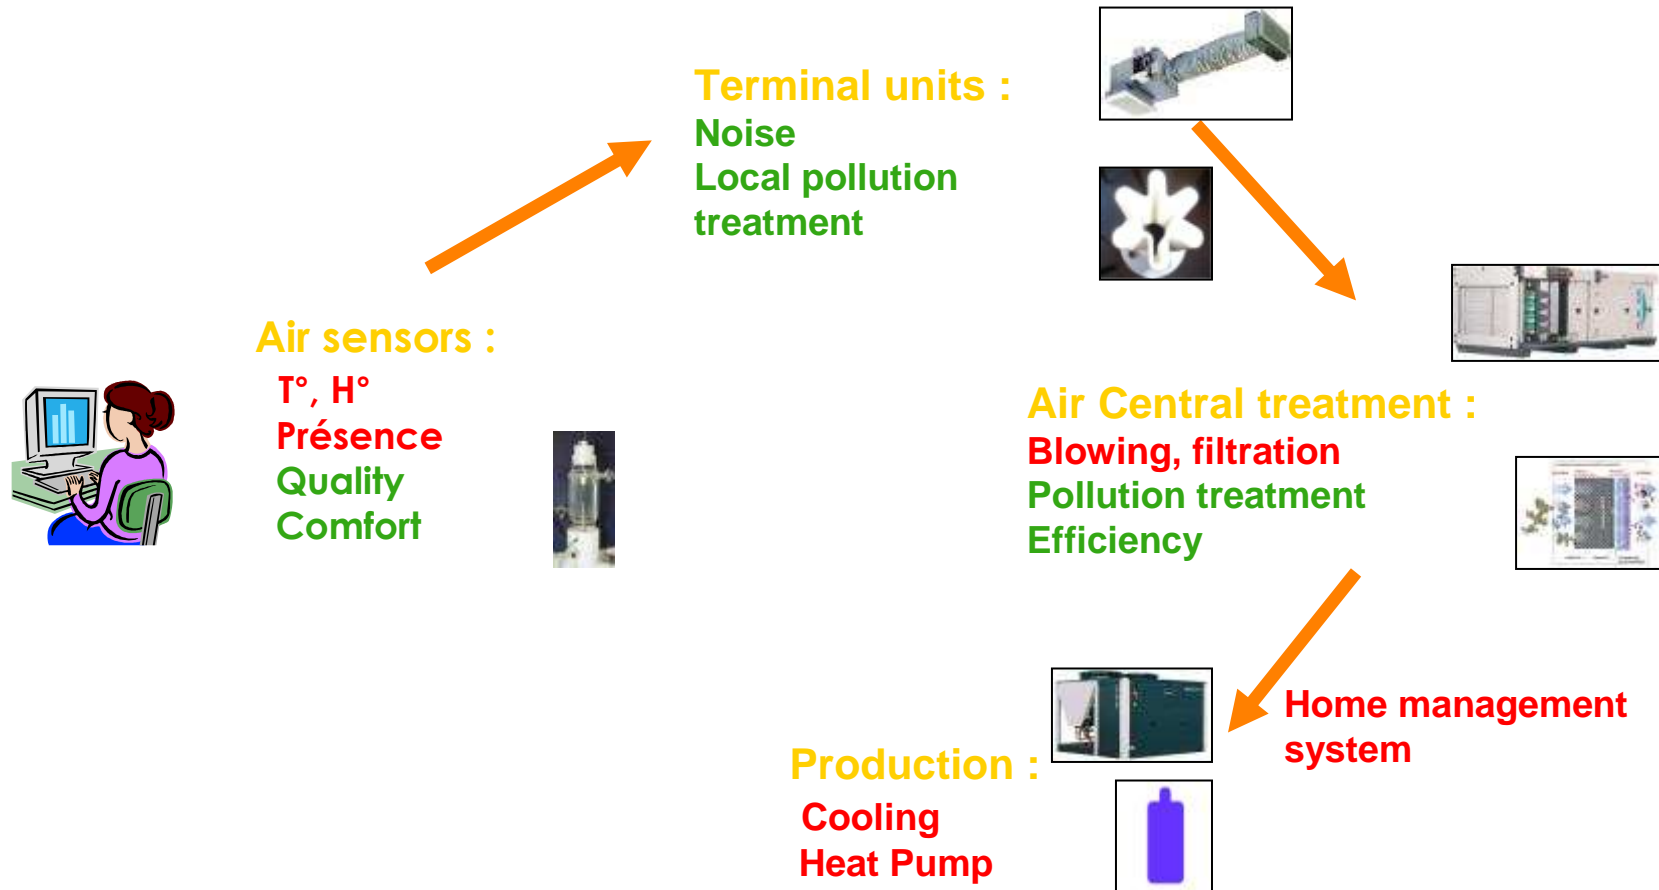 Terminal units :
Noise
Local pollution
treatment
Air sensors :
T°, H°
Présence
Quality
Comfort
Air Central treatment :
Blowing, filtration
Pollution treatment
Efficiency
Home management
system
Production :
Cooling
Heat Pump